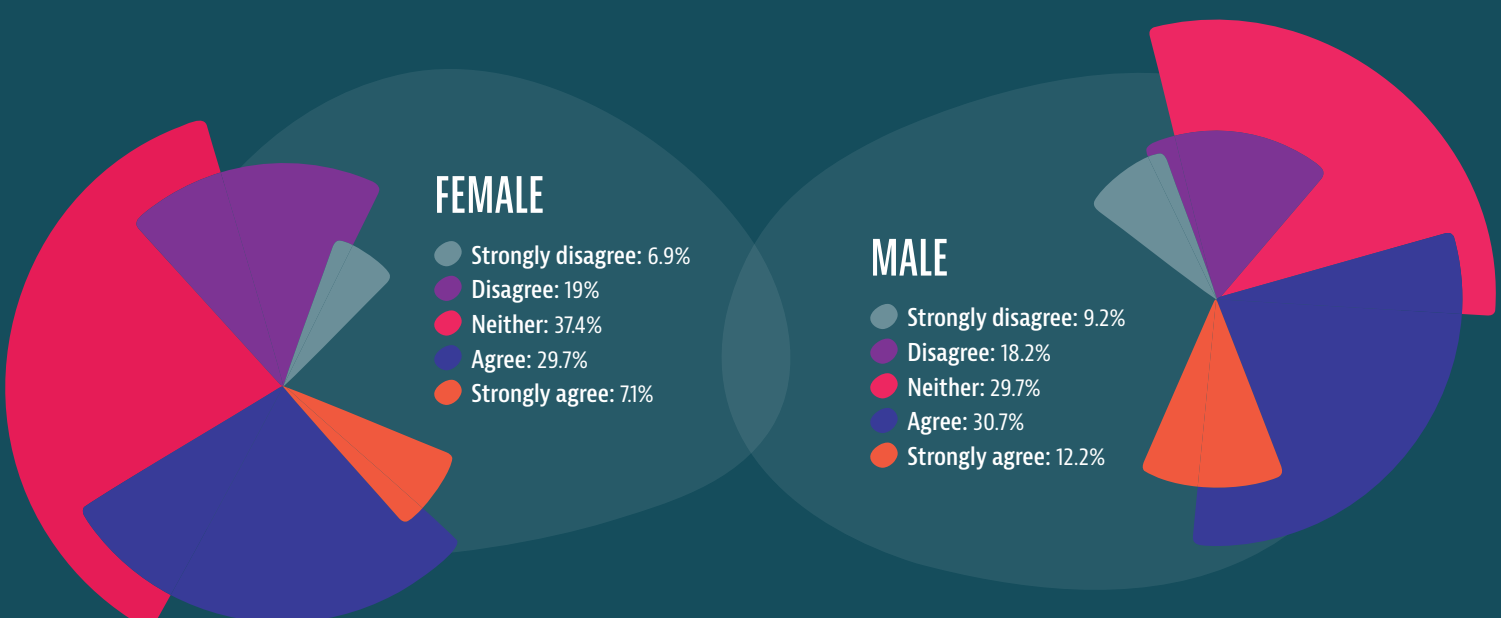 FEMALE
Strongly disagree: 6.9%
Disagree: 19%
Neither: 37.4%
Agree: 29.7%
Strongly agree: 7.1%
MALE
Strongly disagree: 9.2%
Disagree: 18.2%
Neither: 29.7%
Agree: 30.7%
Strongly agree: 12.2%